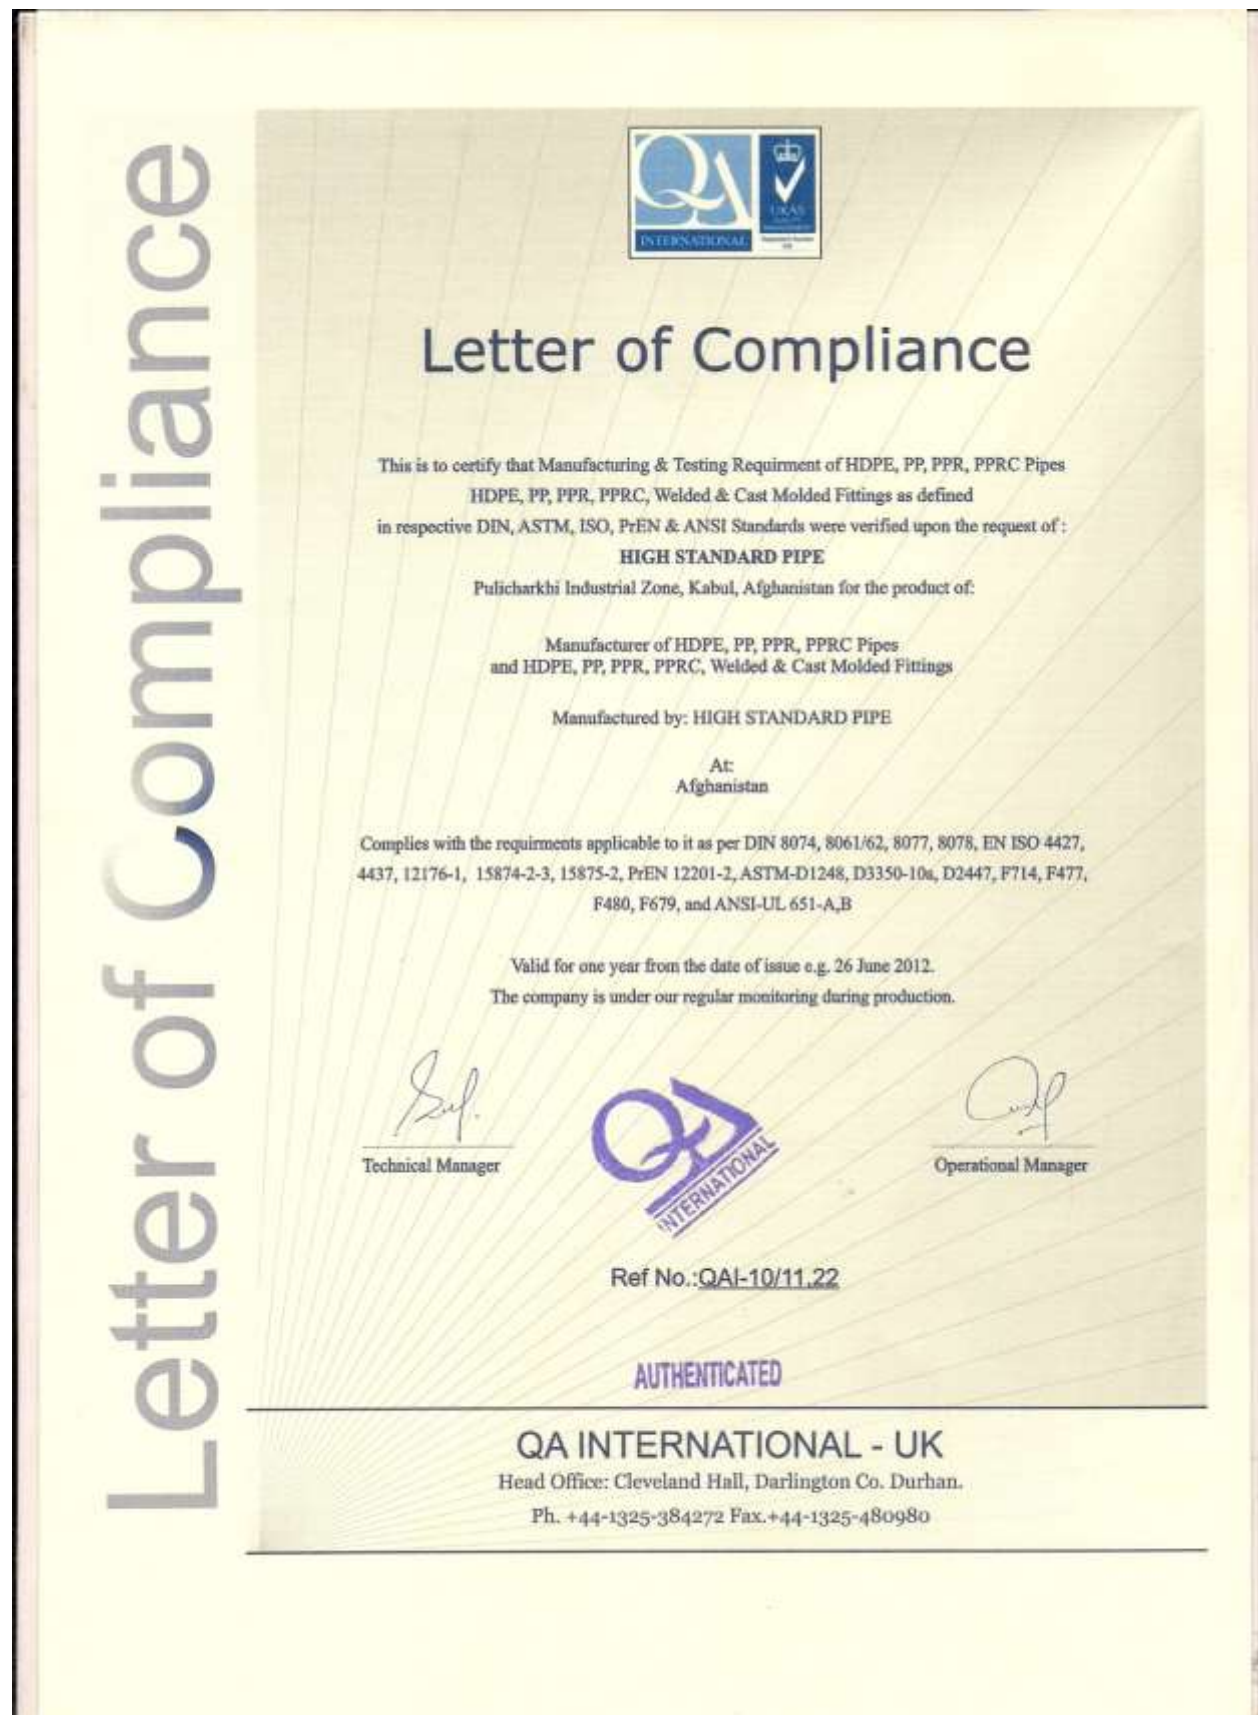 Letter of Compliance
QA
INTERNATIONAL
UKAS
Letter of Compliance
This is to certify that Manufacturing & Testing Requirment of HDPE, PP, PPR, PPRC Pipes
HDPE, PP, PPR, PPRC, Welded & Cast Molded Fittings as defined
in respective DIN, ASTM, ISO, PrEN & ANSI Standards were verified upon the request of :
HIGH STANDARD PIPE
Pulicharkhi Industrial Zone, Kabul, Afghanistan for the product of:
Manufacturer of HDPE, PP, PPR, PPRC Pipes
and HDPE, PP, PPR, PPRC, Welded & Cast Molded Fittings
Manufactured by: HIGH STANDARD PIPE
At:
Afghanistan
Complies with the requirments applicable to it as per DIN 8074, 8061/62, 8077, 8078, EN ISO 4427,
4437, 12176-1, 15874-2-3, 15875-2, PrEN 12201-2, ASTM-D1248, D3350-10a, D2447, F714, F477,
F480, F679, and ANSI-UL 651-A,B
Valid for one year from the date of issue e.g. 26 June 2012.
The company is under our regular monitoring during production.
Technical Manager
QA
INTERNATIONAL
Operational Manager
Ref No.:QAI-10/11,22
AUTHENTICATED
QA INTERNATIONAL - UK
Head Office: Cleveland Hall, Darlington Co. Durhan.
Ph. +44-1325-384272 Fax.+44-1325-480980